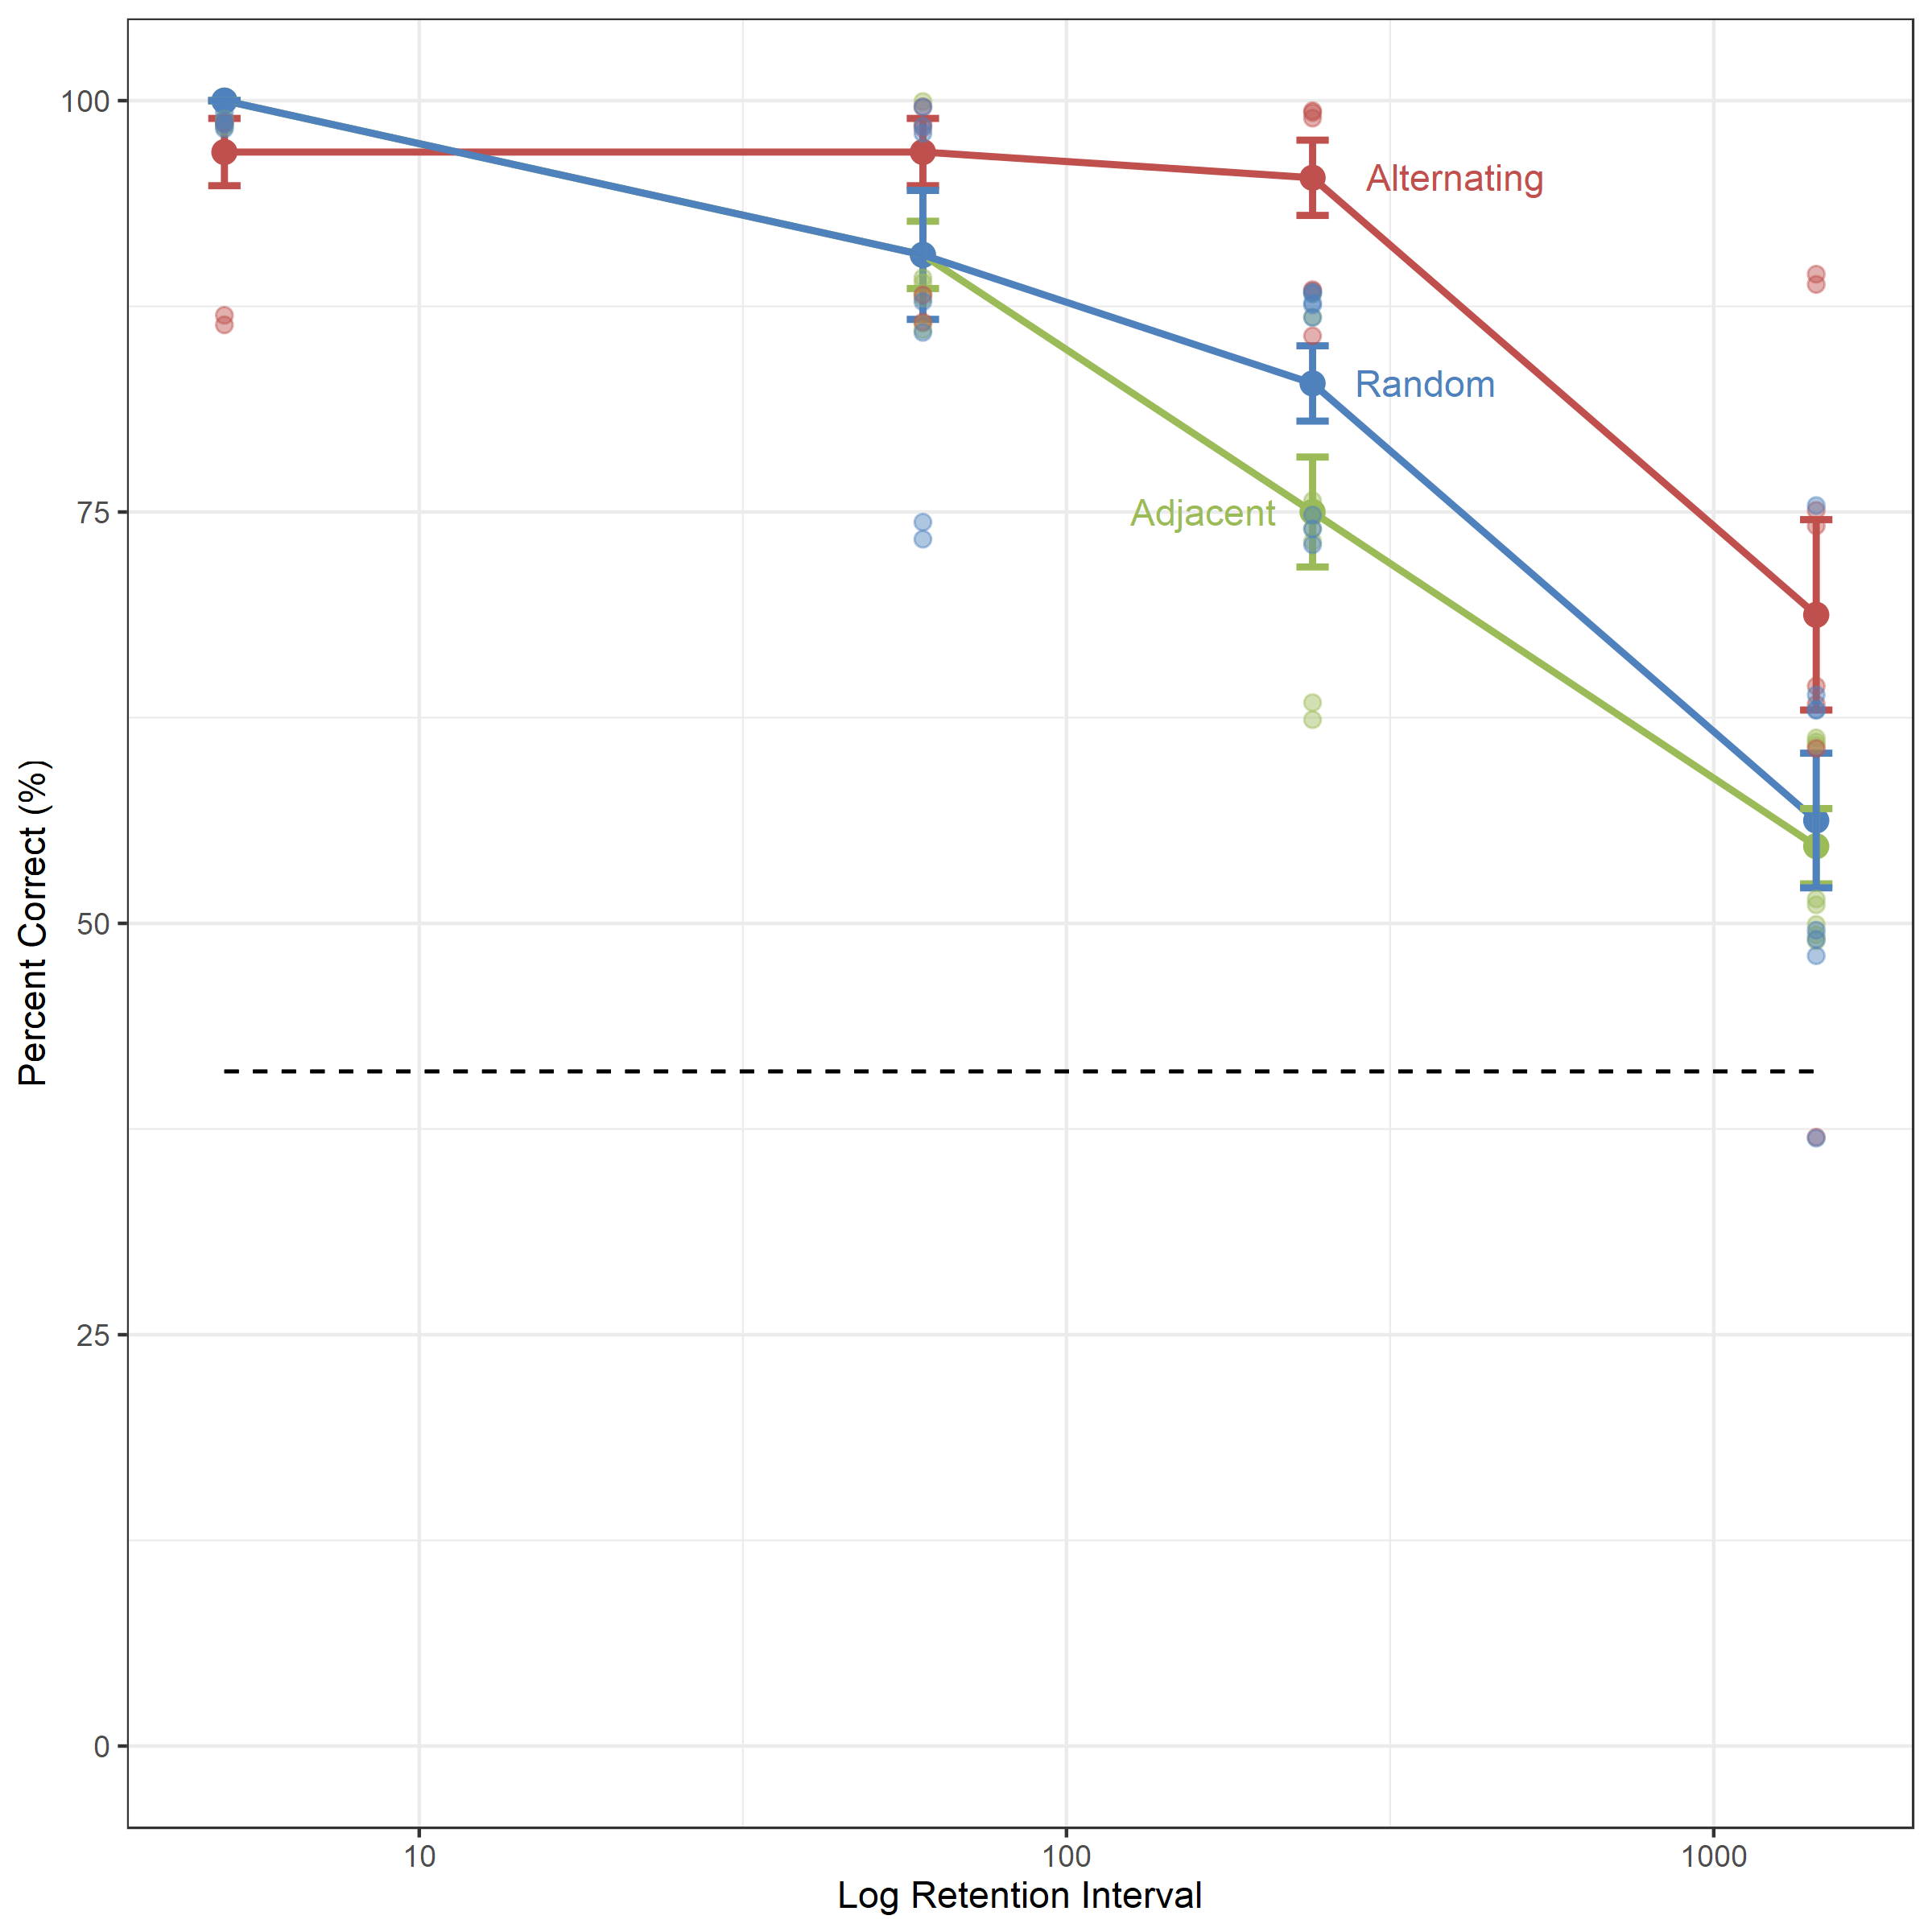 100
75
50
25
0
Percent Correct (%)
Alternating
Random
Adjacent
10
100
1000
Log Retention Interval